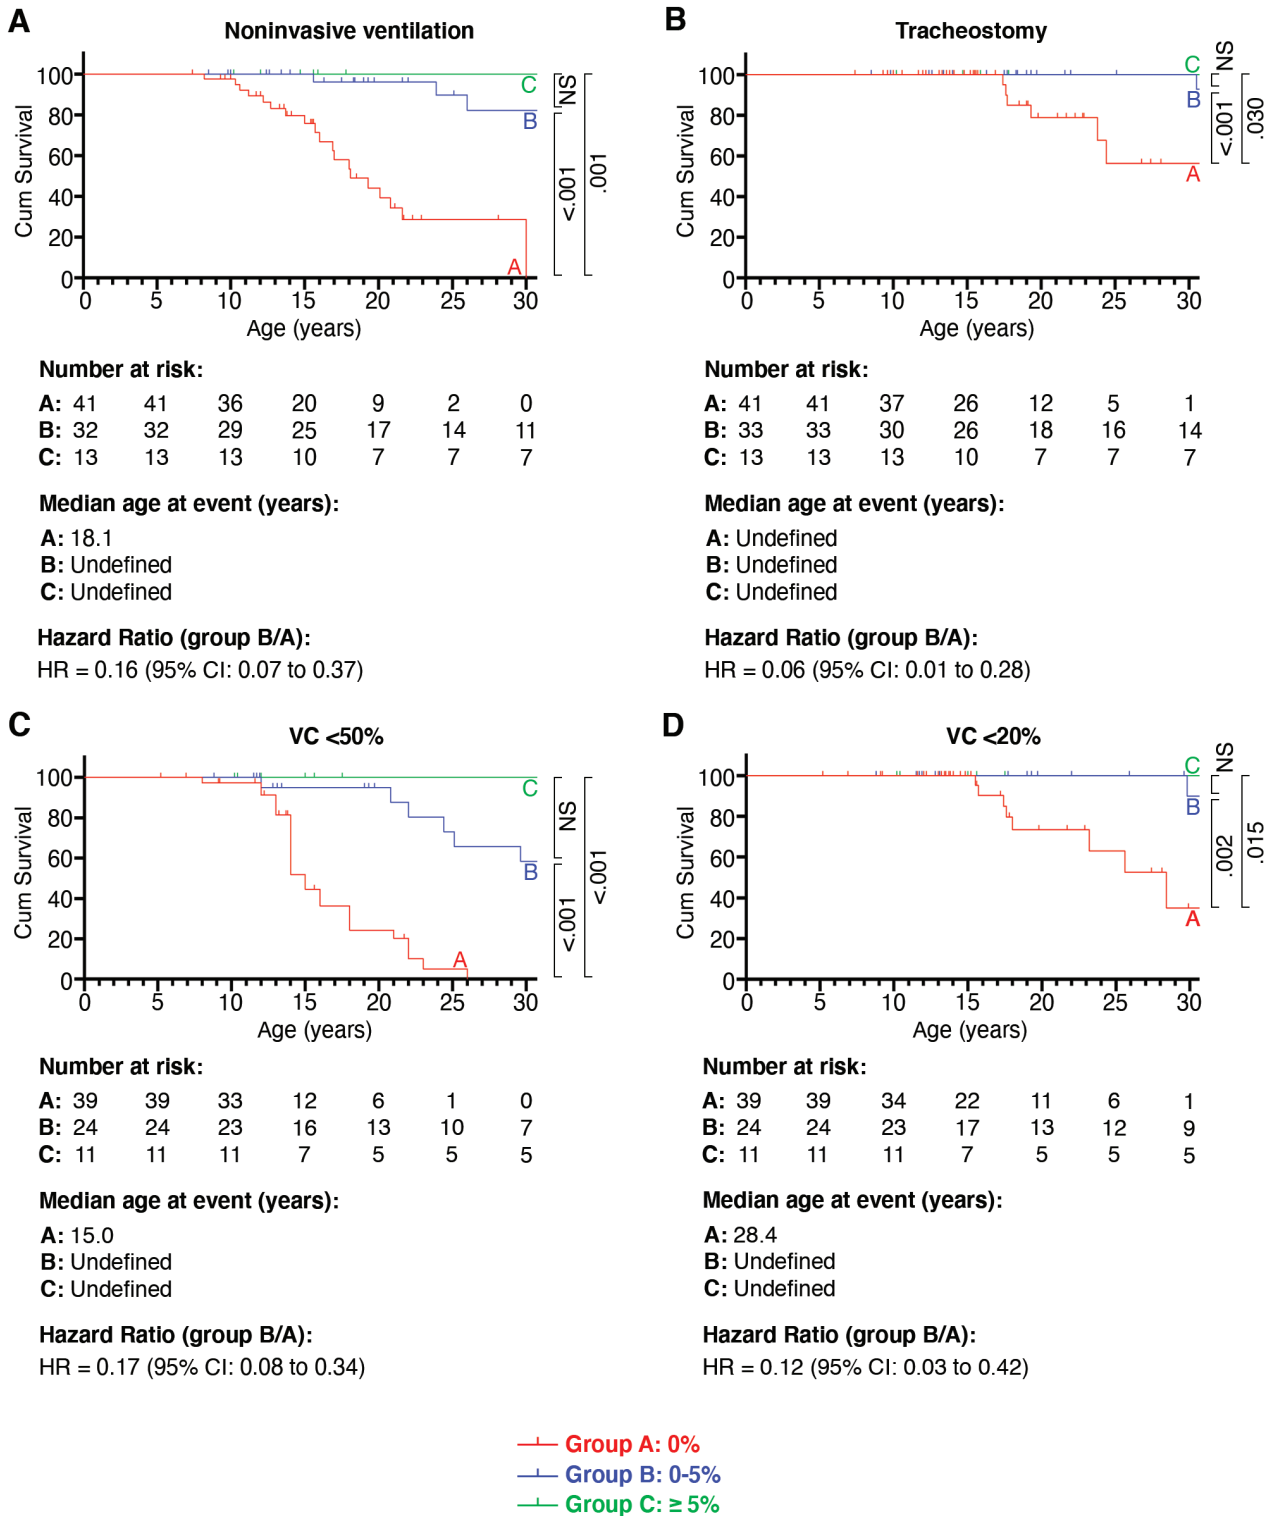 A
Noninvasive ventilation
100
80
60
40
20
0
Cum Survival
C
B
A
NS
<.001
.001
0 5 10 15 20 25 30
Age (years)
Number at risk:
A: 41 41 36 20 9 2 0
B: 32 32 29 25 17 14 11
C: 13 13 13 10 7 7 7
Median age at event (years):
A: 18.1
B: Undefined
C: Undefined
Hazard Ratio (group B/A):
HR = 0.16 (95% CI: 0.07 to 0.37)
B
Tracheostomy
100
80
60
40
20
0
Cum Survival
C
B
A
NS
<.001
.030
0 5 10 15 20 25 30
Age (years)
Number at risk:
A: 41 41 37 26 12 5 1
B: 33 33 30 26 18 16 14
C: 13 13 13 10 7 7 7
Median age at event (years):
A: Undefined
B: Undefined
C: Undefined
Hazard Ratio (group B/A):
HR = 0.06 (95% CI: 0.01 to 0.28)
C
VC <50%
100
80
60
40
20
0
Cum Survival
C
B
A
NS
<.001
<.001
0 5 10 15 20 25 30
Age (years)
Number at risk:
A: 39 39 33 12 6 1 0
B: 24 24 23 16 13 10 7
C: 11 11 11 7 5 5 5
Median age at event (years):
A: 15.0
B: Undefined
C: Undefined
Hazard Ratio (group B/A):
HR = 0.17 (95% CI: 0.08 to 0.34)
D
VC <20%
100
80
60
40
20
0
Cum Survival
C
B
A
NS
.002
.015
0 5 10 15 20 25 30
Age (years)
Number at risk:
A: 39 39 34 22 11 6 1
B: 24 24 23 17 13 12 9
C: 11 11 11 7 5 5 5
Median age at event (years):
A: 28.4
B: Undefined
C: Undefined
Hazard Ratio (group B/A):
HR = 0.12 (95% CI: 0.03 to 0.42)
Group A: 0%
Group B: 0-5%
Group C: ≥ 5%